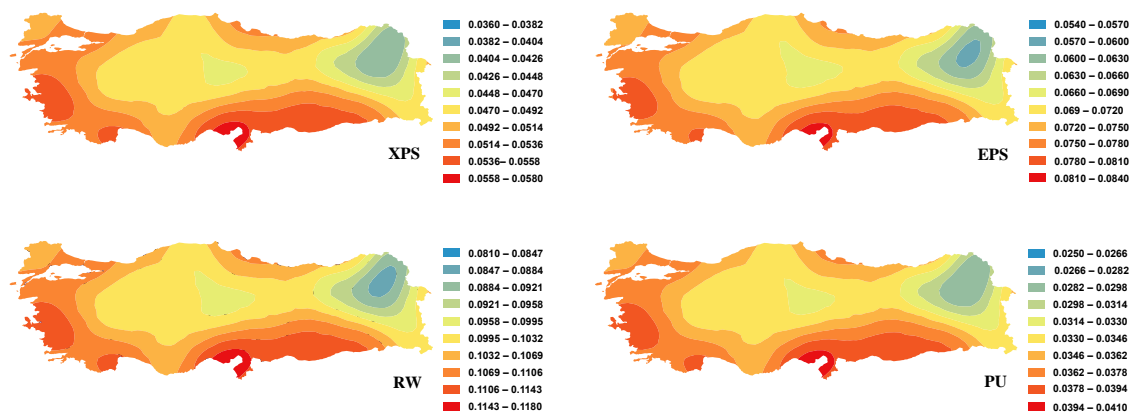 0.0360 – 0.0382
0.0382 – 0.0404
0.0404 – 0.0426
0.0426 – 0.0448
0.0448 – 0.0470
0.0470 – 0.0492
0.0492 – 0.0514
0.0514 – 0.0536
0.0536– 0.0558
0.0558 – 0.0580
XPS
0.0540 – 0.0570
0.0570 – 0.0600
0.0600 – 0.0630
0.0630 – 0.0660
0.0660 – 0.0690
0.069 – 0.0720
0.0720 – 0.0750
0.0750 – 0.0780
0.0780 – 0.0810
0.0810 – 0.0840
EPS
0.0810 – 0.0847
0.0847 – 0.0884
0.0884 – 0.0921
0.0921 – 0.0958
0.0958 – 0.0995
0.0995 – 0.1032
0.1032 – 0.1069
0.1069 – 0.1106
0.1106 – 0.1143
0.1143 – 0.1180
RW
0.0250 – 0.0266
0.0266 – 0.0282
0.0282 – 0.0298
0.0298 – 0.0314
0.0314 – 0.0330
0.0330 – 0.0346
0.0346 – 0.0362
0.0362 – 0.0378
0.0378 – 0.0394
0.0394 – 0.0410
PU